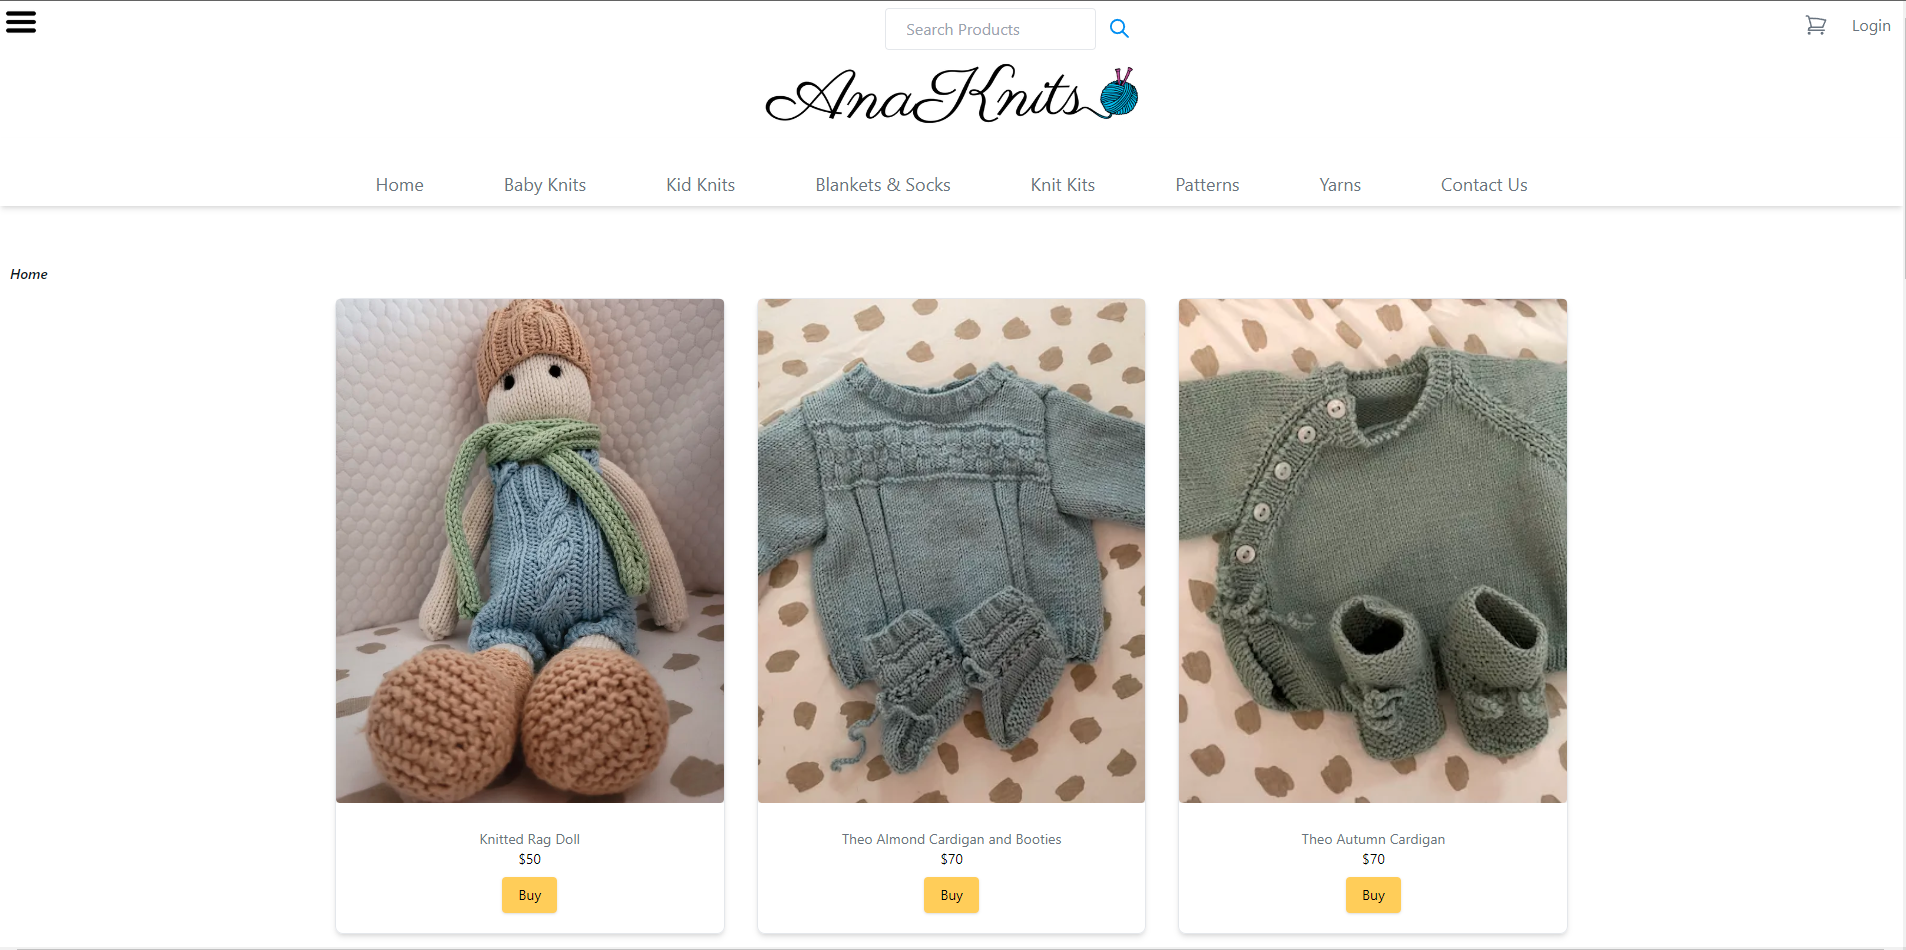 Search Products
Login
AnaKnits
Home
Baby Knits
Kid Knits
Blankets & Socks
Knit Kits
Patterns
Yarns
Contact Us
Home
Knitted Rag Doll
$50
Buy
Theo Almond Cardigan and Booties
$70
Buy
Theo Autumn Cardigan
$70
Buy